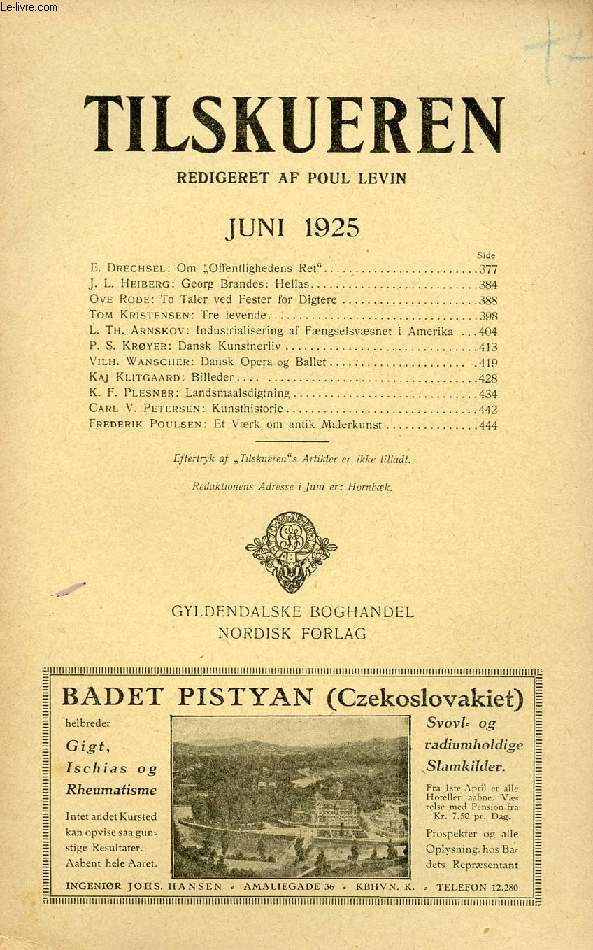 Le-livre.com
+7
TILSKUEREN
REDIGERET AF POUL LEVIN
JUNI 1925
Side
E. DRECHSEL: Om „Offentlighedens Ret“........................377
J. L. HEIBERG: Georg Brandes: Hellas........................384
OVE RODE: To Taler ved Fester for Digtere ....................388
TOM KRISTENSEN: Tre levende . : ............................398
L. TH. ARNSKOV: Industrialisering af Fængselsvæsnet i Amerika ...404
P. S. KRØYER: Dansk Kunstnerliv ............................413
VILH. WANSCHER: Dansk Opera og Ballet ..................... . .419
KAJ KLITGAARD: Billeder.... ................................428
K. F. PLESNER: Landsmaalsdigtning ..........................434
CARL V. PETERSEN: Kunsthistorie ............................442
FREDERIK POULSEN: Et Værk om antik Malerkunst .............444
Eftertryk af „Tilskueren“s Artikler er ikke tilladt.
Redaktionens Adresse i Juni er: Hornbæk.
GYLDENDALSKE BOGHANDEL
NORDISK FORLAG
BADET PISTYAN (Czekoslovakiet)
helbreder
Gigt,
Ischias og
Rheumatisme
Intet andet Kursted
kan opvise saa gun-
stige Resultater.
Aabent hele Aaret.
Svovl- og
radiumholdige
Slamkilder.
Fra 1ste April er alle
Hoteller aabne. Væ-
relse med Pension fra
Kr. 7.50 pr. Dag.
Prospekter og alle
Oplysning. hos Ba-
dets Repræsentant
INGENIØR JOHS. HANSEN • AMALIEGADE 36 • KBHVN. K. • TELEFON 12.280